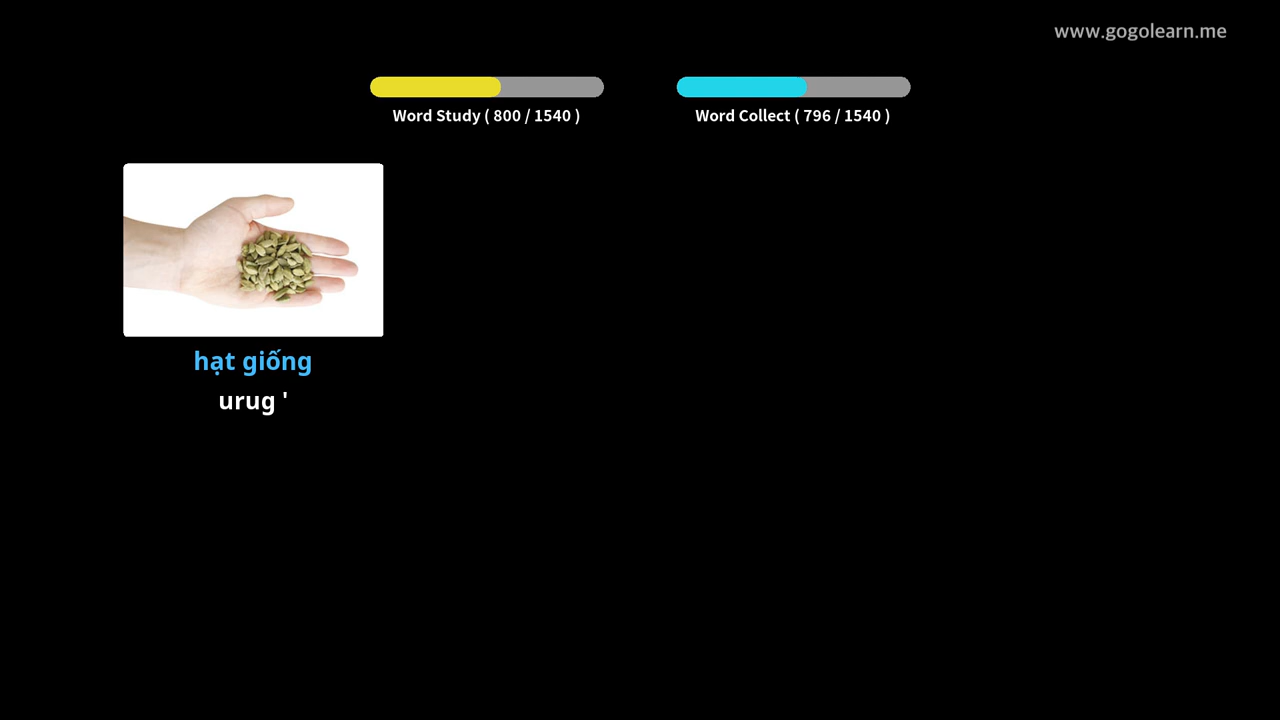 www.gogolearn.me
Word Study ( 800 / 1540 )
Word Collect ( 796 / 1540 )
hạt giống
urug '